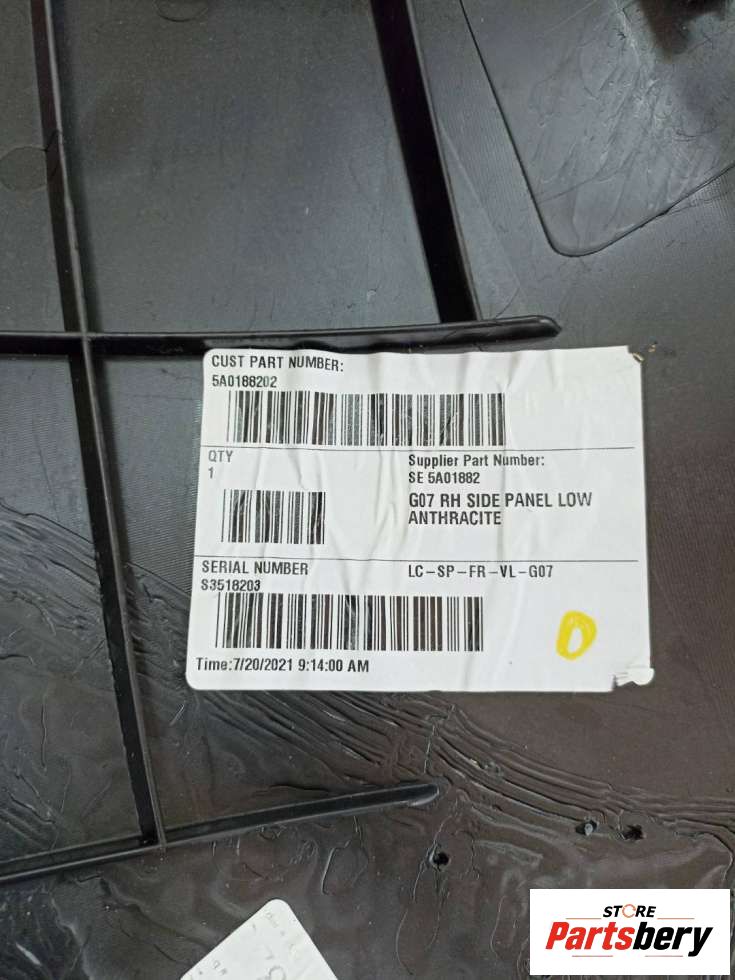 CUST PART NUMBER:
5A0188202
QTY
1
Supplier Part Number:
SE 5A01882
G07 RH SIDE PANEL LOW
ANTHRACITE
SERIAL NUMBER
S3518203
LC-SP-FR-VL-G07
Time:7/20/2021 9:14:00 AM
STORE
Partsbery